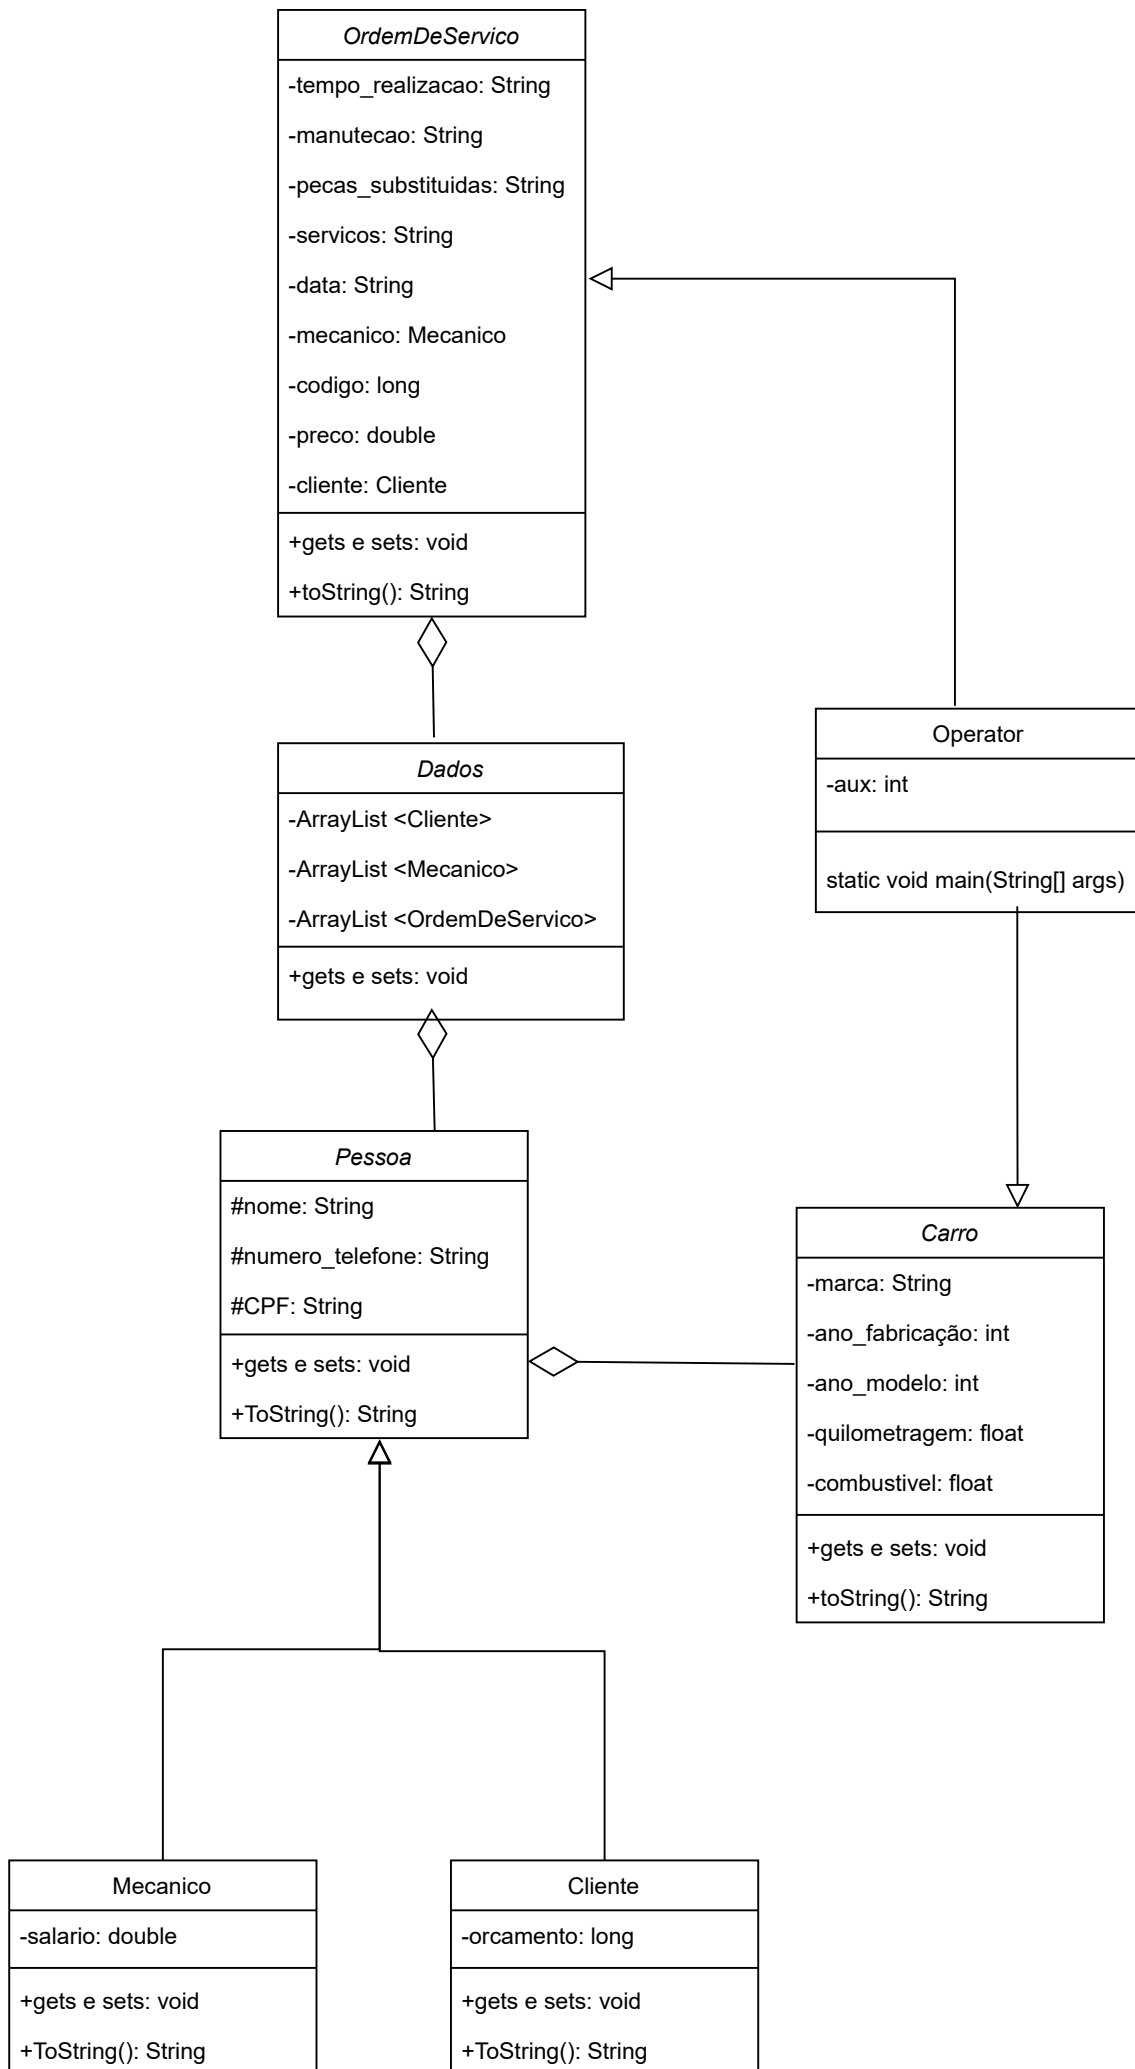 OrdemDeServico
-tempo_realizacao: String
-manutecao: String
-pecas_substituidas: String
-servicos: String
-data: String
-mecanico: Mecanico
-codigo: long
-preco: double
-cliente: Cliente
+gets e sets: void
+toString(): String
Operator
-aux: int
static void main(String[] args)
Dados
-ArrayList <Cliente>
-ArrayList <Mecanico>
-ArrayList <OrdemDeServico>
+gets e sets: void
Pessoa
#nome: String
#numero_telefone: String
#CPF: String
+gets e sets: void
+ToString(): String
Carro
-marca: String
-ano_fabricação: int
-ano_modelo: int
-quilometragem: float
-combustivel: float
+gets e sets: void
+toString(): String
Mecanico
-salario: double
+gets e sets: void
+ToString(): String
Cliente
-orcamento: long
+gets e sets: void
+ToString(): String